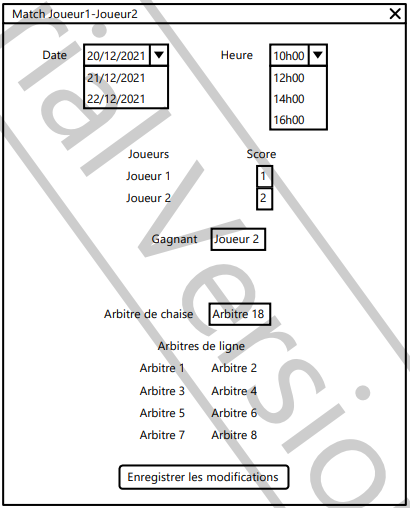 Match Joueur1-Joueur2
Date 20/12/2021 Heure 10h00
21/12/2021 12h00
22/12/2021 14h00
16h00
Joueurs Score
Joueur 1 1
Joueur 2 2
Gagnant Joueur 2
Arbitre de chaise Arbitre 18
Arbitres de ligne
Arbitre 1 Arbitre 2
Arbitre 3 Arbitre 4
Arbitre 5 Arbitre 6
Arbitre 7 Arbitre 8
Enregistrer les modifications
rial Versio